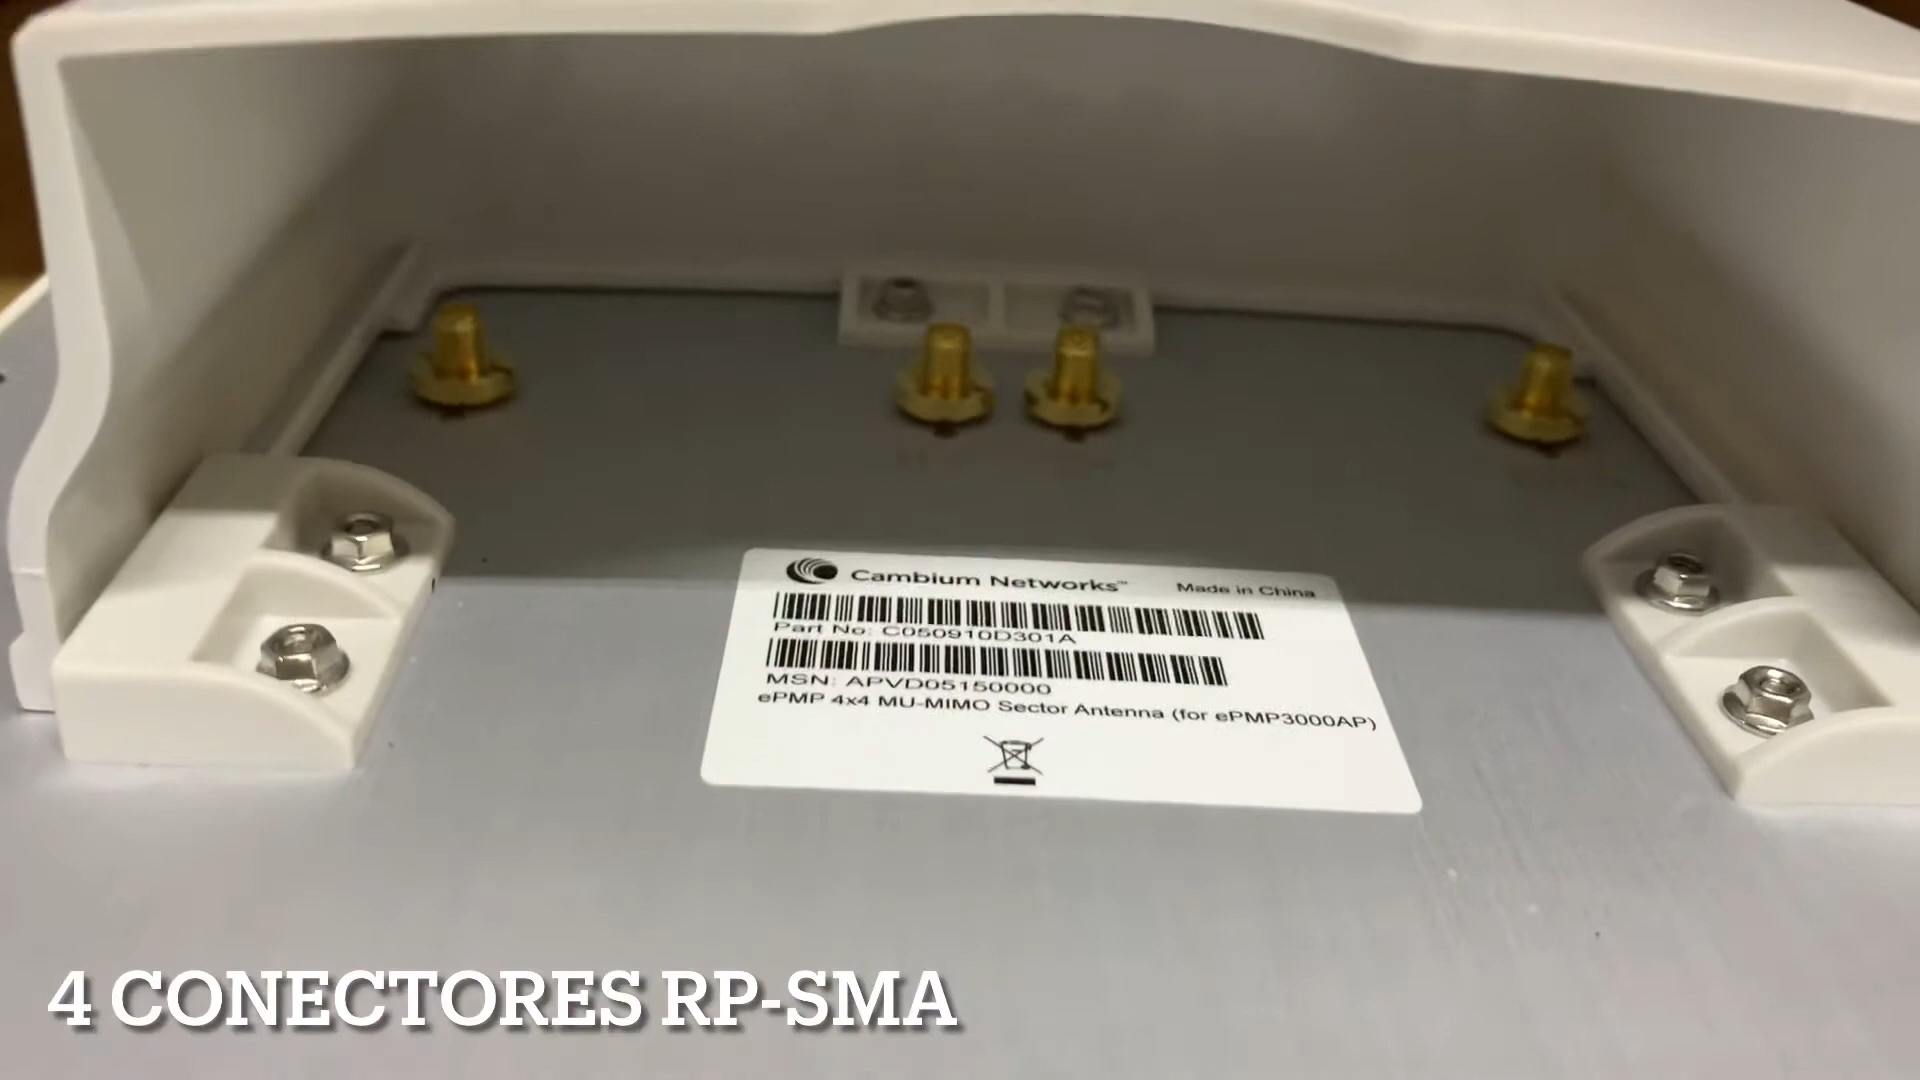 Cambium Networks™ Made in China
Part No: C050910D301A
MSN: APVD05150000
ePMP 4x4 MU-MIMO Sector Antenna (for ePMP3000AP)
4 CONECTORES RP-SMA